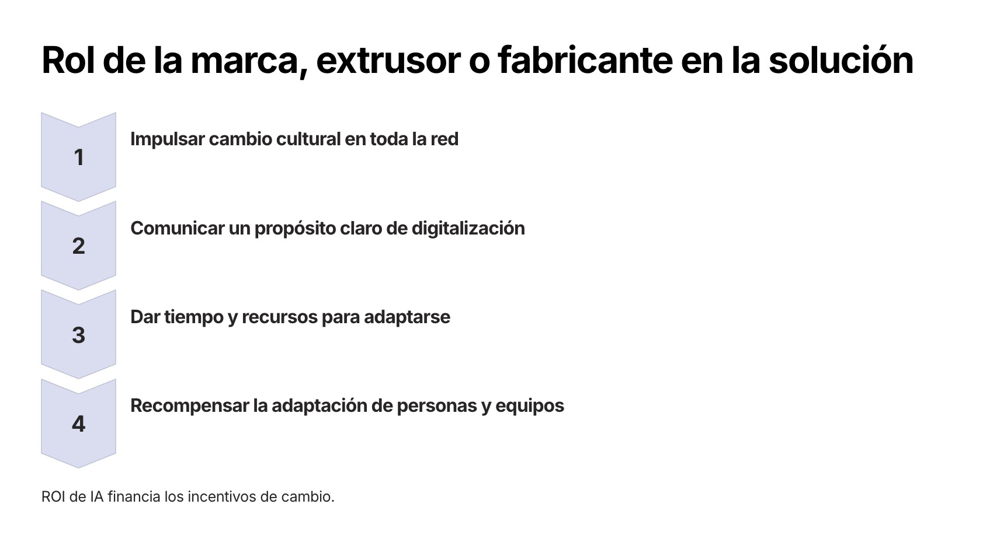 Rol de la marca, extrusor o fabricante en la solución
1
Impulsar cambio cultural en toda la red
2
Comunicar un propósito claro de digitalización
3
Dar tiempo y recursos para adaptarse
4
Recompensar la adaptación de personas y equipos
ROI de IA financia los incentivos de cambio.